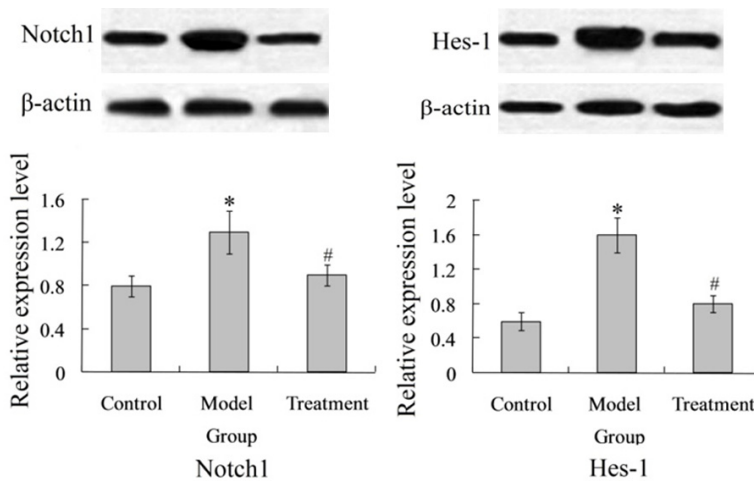 Notch1
β-actin
Relative expression level
1.6
1.2
0.8
0.4
0
*
#
Control Model Treatment
Group
Notch1
Hes-1
β-actin
Relative expression level
2
1.6
1.2
0.8
0.4
0
*
#
Control Model Treatment
Group
Hes-1